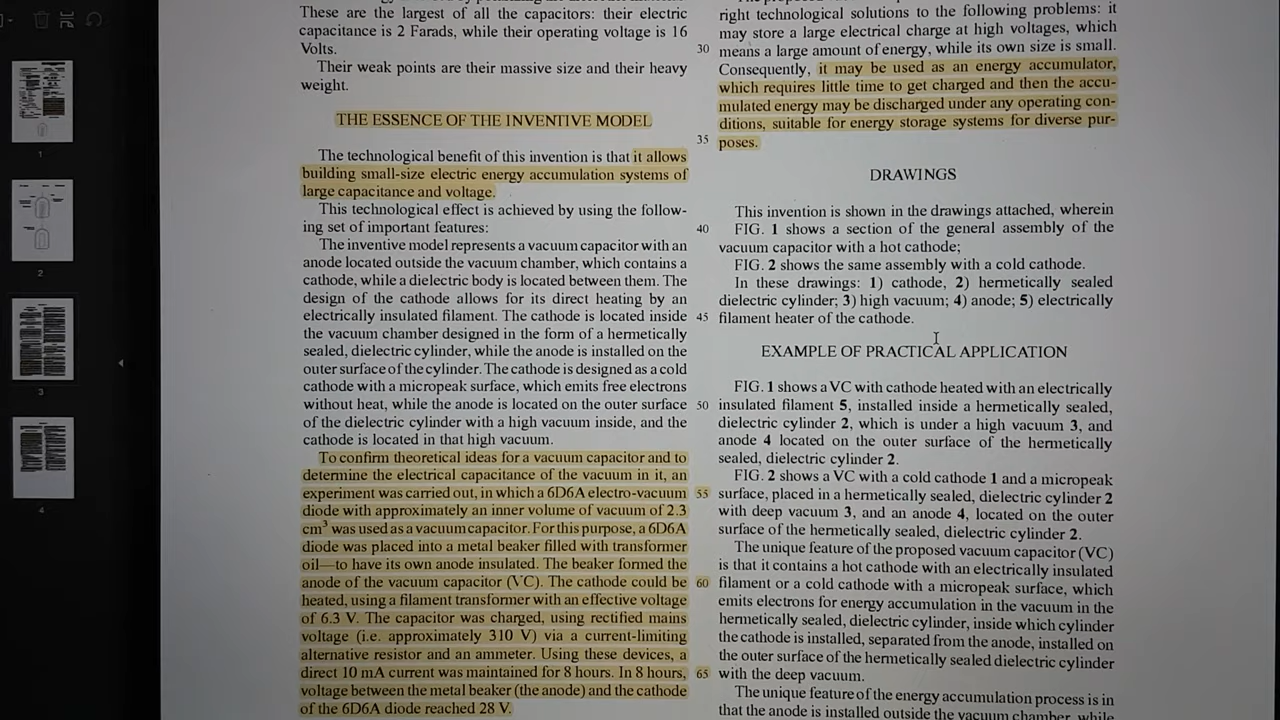 These are the largest of all the capacitors: their electric
capacitance is 2 Farads, while their operating voltage is 16
Volts.
Their weak points are their massive size and their heavy
weight.
THE ESSENCE OF THE INVENTIVE MODEL
The technological benefit of this invention is that it allows
building small-size electric energy accumulation systems of
large capacitance and voltage.
This technological effect is achieved by using the follow-
ing set of important features:
The inventive model represents a vacuum capacitor with an
anode located outside the vacuum chamber, which contains a
cathode, while a dielectric body is located between them. The
design of the cathode allows for its direct heating by an
electrically insulated filament. The cathode is located inside
the vacuum chamber designed in the form of a hermetically
sealed, dielectric cylinder, while the anode is installed on the
outer surface of the cylinder. The cathode is designed as a cold
cathode with a micropeak surface, which emits free electrons
without heat, while the anode is located on the outer surface
of the dielectric cylinder with a high vacuum inside, and the
cathode is located in that high vacuum.
To confirm theoretical ideas for a vacuum capacitor and to
determine the electrical capacitance of the vacuum in it, an
experiment was carried out, in which a 6D6A electro-vacuum
diode with approximately an inner volume of vacuum of 2.3
cm³ was used as a vacuum capacitor. For this purpose, a 6D6A
diode was placed into a metal beaker filled with transformer
oil—to have its own anode insulated. The beaker formed the
anode of the vacuum capacitor (VC). The cathode could be
heated, using a filament transformer with an effective voltage
of 6.3 V. The capacitor was charged, using rectified mains
voltage (i.e. approximately 310 V) via a current-limiting
alternative resistor and an ammeter. Using these devices, a
direct 10 mA current was maintained for 8 hours. In 8 hours,
voltage between the metal beaker (the anode) and the cathode
of the 6D6A diode reached 28 V.
30
35
40
45
50
55
60
65
right technological solutions to the following problems: it
may store a large electrical charge at high voltages, which
means a large amount of energy, while its own size is small.
Consequently, it may be used as an energy accumulator,
which requires little time to get charged and then the accu-
mulated energy may be discharged under any operating con-
ditions, suitable for energy storage systems for diverse pur-
poses.
DRAWINGS
This invention is shown in the drawings attached, wherein
FIG. 1 shows a section of the general assembly of the
vacuum capacitor with a hot cathode;
FIG. 2 shows the same assembly with a cold cathode.
In these drawings: 1) cathode, 2) hermetically sealed
dielectric cylinder; 3) high vacuum; 4) anode; 5) electrically
filament heater of the cathode.
EXAMPLE OF PRACTICAL APPLICATION
FIG. 1 shows a VC with cathode heated with an electrically
insulated filament 5, installed inside a hermetically sealed,
dielectric cylinder 2, which is under a high vacuum 3, and
anode 4 located on the outer surface of the hermetically
sealed, dielectric cylinder 2.
FIG. 2 shows a VC with a cold cathode 1 and a micropeak
surface, placed in a hermetically sealed, dielectric cylinder 2
with deep vacuum 3, and an anode 4, located on the outer
surface of the hermetically sealed, dielectric cylinder 2.
The unique feature of the proposed vacuum capacitor (VC)
is that it contains a hot cathode with an electrically insulated
filament or a cold cathode with a micropeak surface, which
emits electrons for energy accumulation in the vacuum in the
hermetically sealed, dielectric cylinder, inside which cylinder
the cathode is installed, separated from the anode, installed on
the outer surface of the hermetically sealed dielectric cylinder
with the deep vacuum.
The unique feature of the energy accumulation process is in
that the anode is installed outside the vacuum chamber, while
1
2
3
4